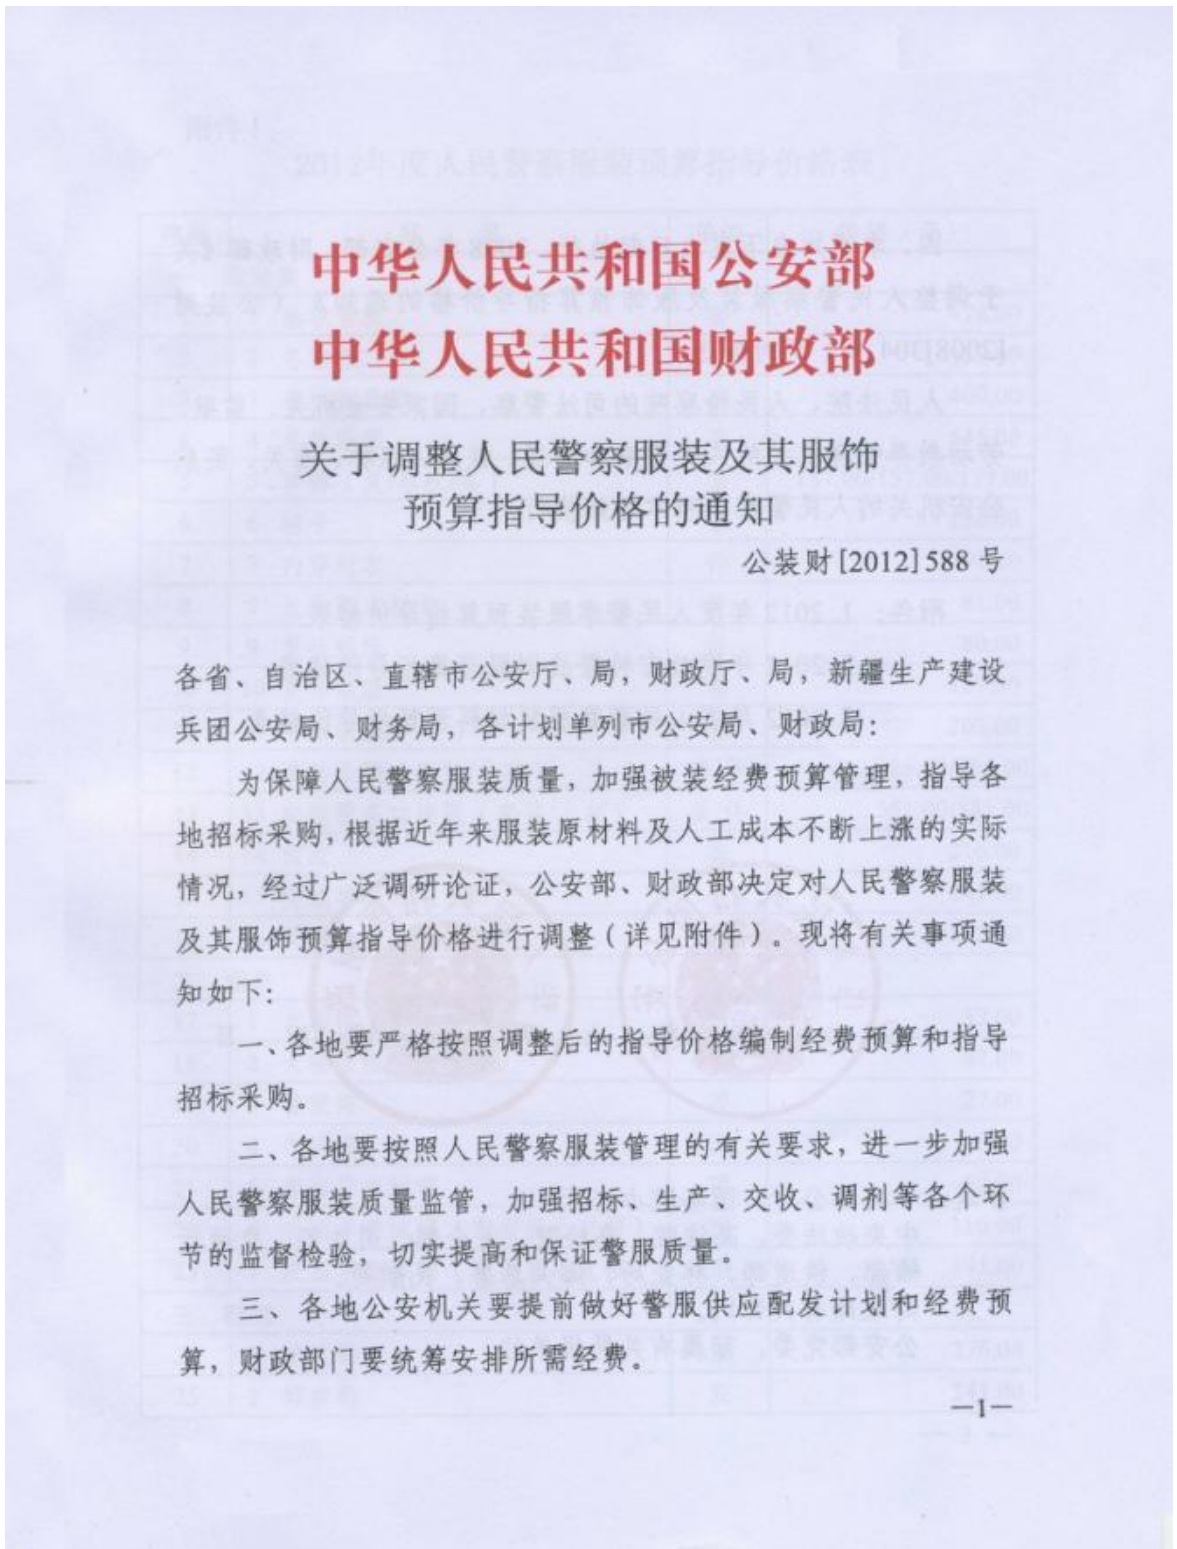 中华人民共和国公安部
中华人民共和国财政部
关于调整人民警察服装及其服饰
预算指导价格的通知
公装财[2012]588号
各省、自治区、直辖市公安厅、局，财政厅、局，新疆生产建设
兵团公安局、财务局，各计划单列市公安局、财政局：
为保障人民警察服装质量，加强被装经费预算管理，指导各
地招标采购，根据近年来服装原材料及人工成本不断上涨的实际
情况，经过广泛调研论证，公安部、财政部决定对人民警察服装
及其服饰预算指导价格进行调整（详见附件）。现将有关事项通
知如下：
一、各地要严格按照调整后的指导价格编制经费预算和指导
招标采购。
二、各地要按照人民警察服装管理的有关要求，进一步加强
人民警察服装质量监管，加强招标、生产、交收、调剂等各个环
节的监督检验，切实提高和保证警服质量。
三、各地公安机关要提前做好警服供应配发计划和经费预
算，财政部门要统筹安排所需经费。
—1—